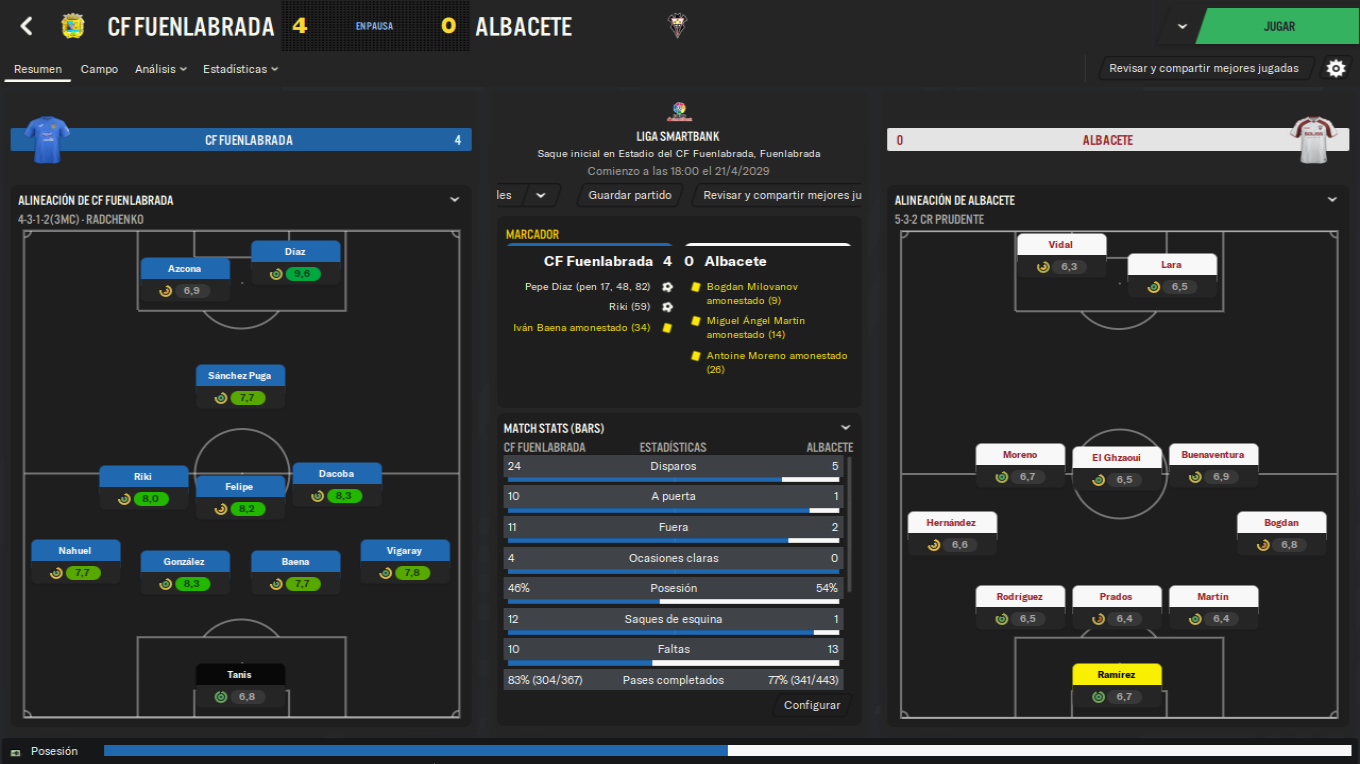 CF FUENLABRADA 4 EN PAUSA 0 ALBACETE
JUGAR
Resumen Campo Análisis Estadísticas
Revisar y compartir mejores jugadas
CF FUENLABRADA 4
ALINEACIÓN DE CF FUENLABRADA
4-3-1-2(3MC) - RADCHENKO
Díaz
9,6
Azcona
6,9
Sánchez Puga
7,7
Riki
8,0
Felipe
8,2
Dacoba
8,3
Nahuel
7,7
González
8,3
Baena
7,7
Vigaray
7,8
Tanis
6,8
LIGA SMARTBANK
Saque inicial en Estadio del CF Fuenlabrada, Fuenlabrada
Comienzo a las 18:00 el 21/4/2029
les Guardar partido Revisar y compartir mejores ju
MARCADOR
CF Fuenlabrada 4 0 Albacete
Pepe Díaz (pen 17, 48, 82)
Riki (59)
Iván Baena amonestado (34)
Bogdan Milovanov
amonestado (9)
Miguel Ángel Martín
amonestado (14)
Antoine Moreno amonestado
(26)
MATCH STATS (BARS)
CF FUENLABRADA ESTADÍSTICAS ALBACETE
24 Disparos 5
10 A puerta 1
11 Fuera 2
4 Ocasiones claras 0
46% Posesión 54%
12 Saques de esquina 1
10 Faltas 13
83% (304/367) Pases completados 77% (341/443)
Configurar
0 ALBACETE
ALINEACIÓN DE ALBACETE
5-3-2 CR PRUDENTE
Vidal
6,3
Lara
6,5
Moreno
6,7
El Ghzaoui
6,5
Buenaventura
6,9
Hernández
6,6
Bogdan
6,8
Rodríguez
6,5
Prados
6,4
Martín
6,4
Ramírez
6,7
Posesión